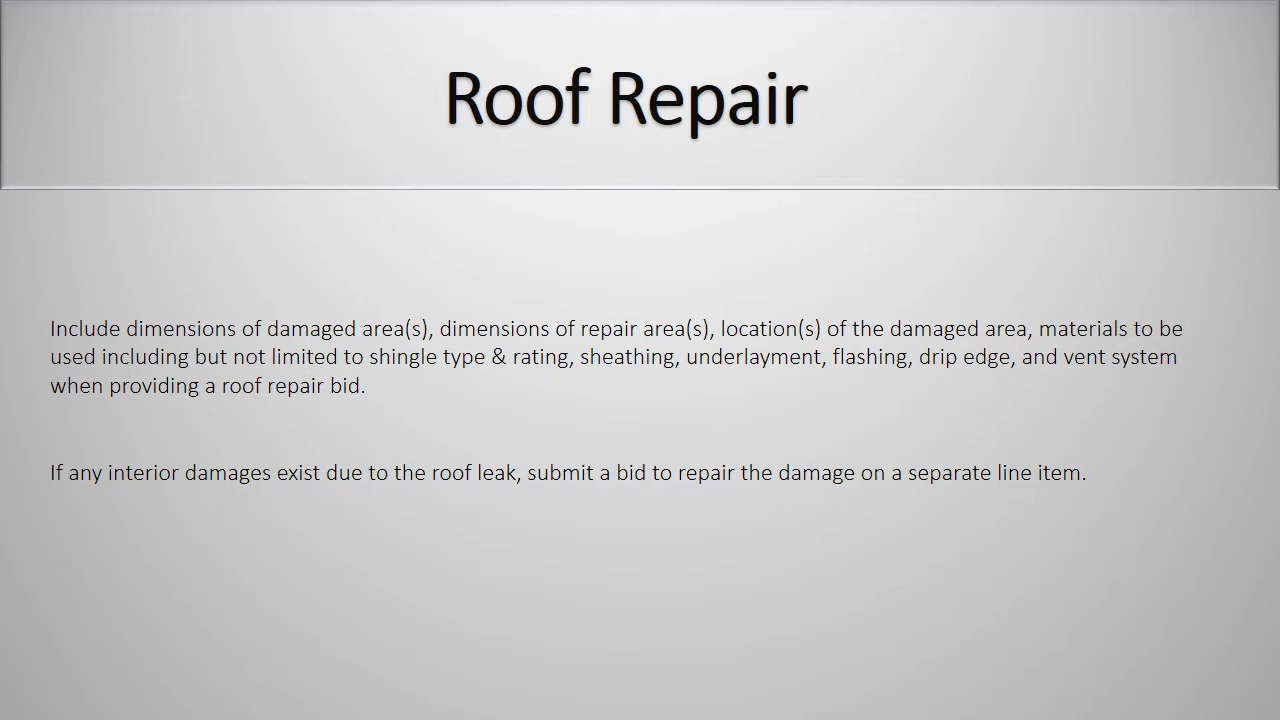 Roof Repair
Include dimensions of damaged area(s), dimensions of repair area(s), location(s) of the damaged area, materials to be
used including but not limited to shingle type & rating, sheathing, underlayment, flashing, drip edge, and vent system
when providing a roof repair bid.
If any interior damages exist due to the roof leak, submit a bid to repair the damage on a separate line item.